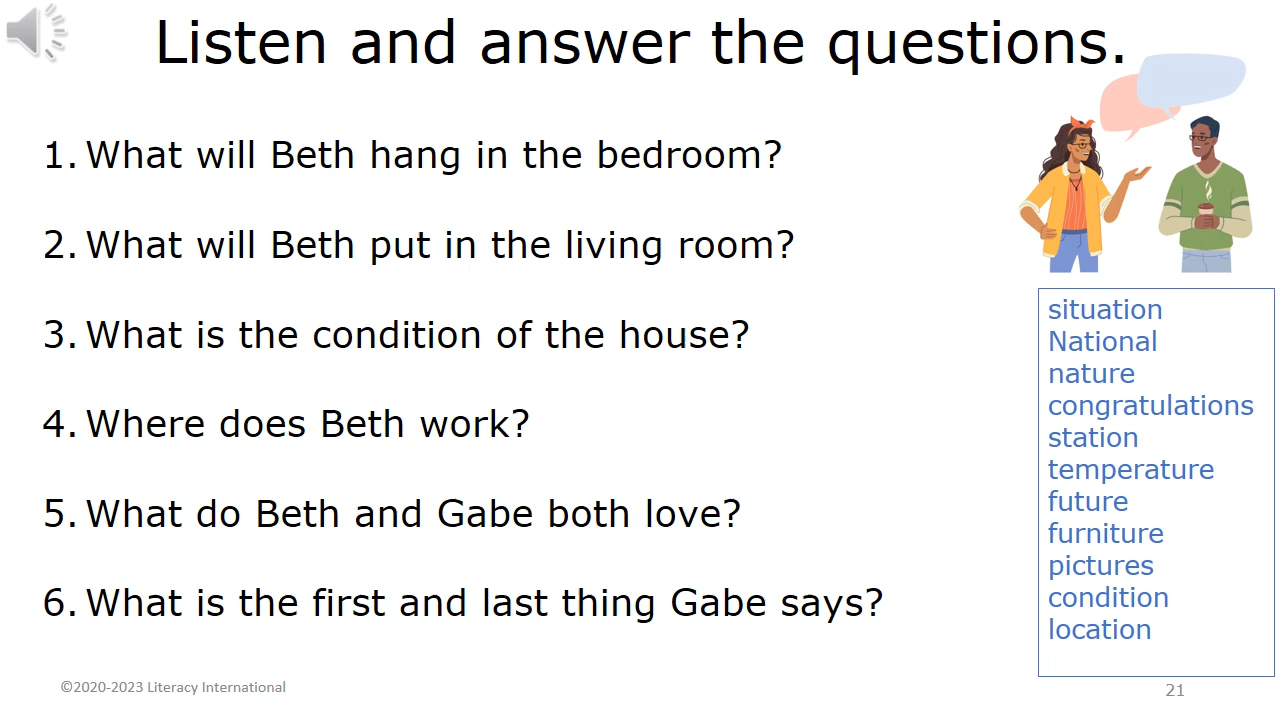 Listen and answer the questions.
1. What will Beth hang in the bedroom?
2. What will Beth put in the living room?
3. What is the condition of the house?
4. Where does Beth work?
5. What do Beth and Gabe both love?
6. What is the first and last thing Gabe says?
situation
National
nature
congratulations
station
temperature
future
furniture
pictures
condition
location
©2020-2023 Literacy International
21